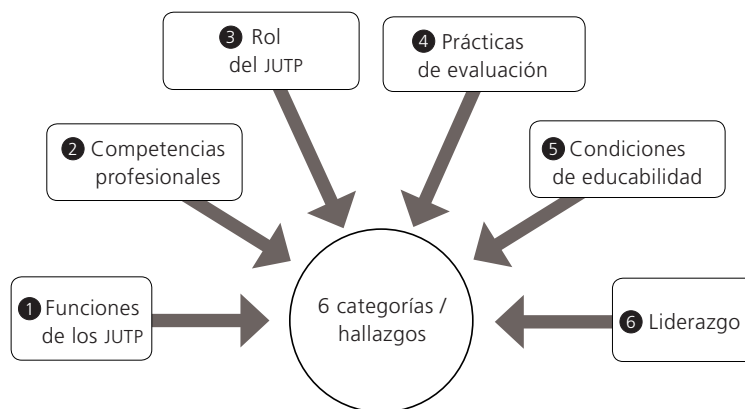 1 Funciones
de los JUTP
2 Competencias
profesionales
3 Rol
del JUTP
4 Prácticas
de evaluación
5 Condiciones
de educabilidad
6 Liderazgo
6 categorías /
hallazgos